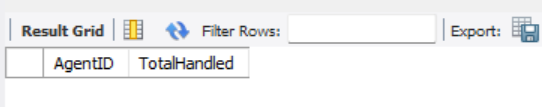 Result Grid Filter Rows: Export:
AgentID TotalHandled